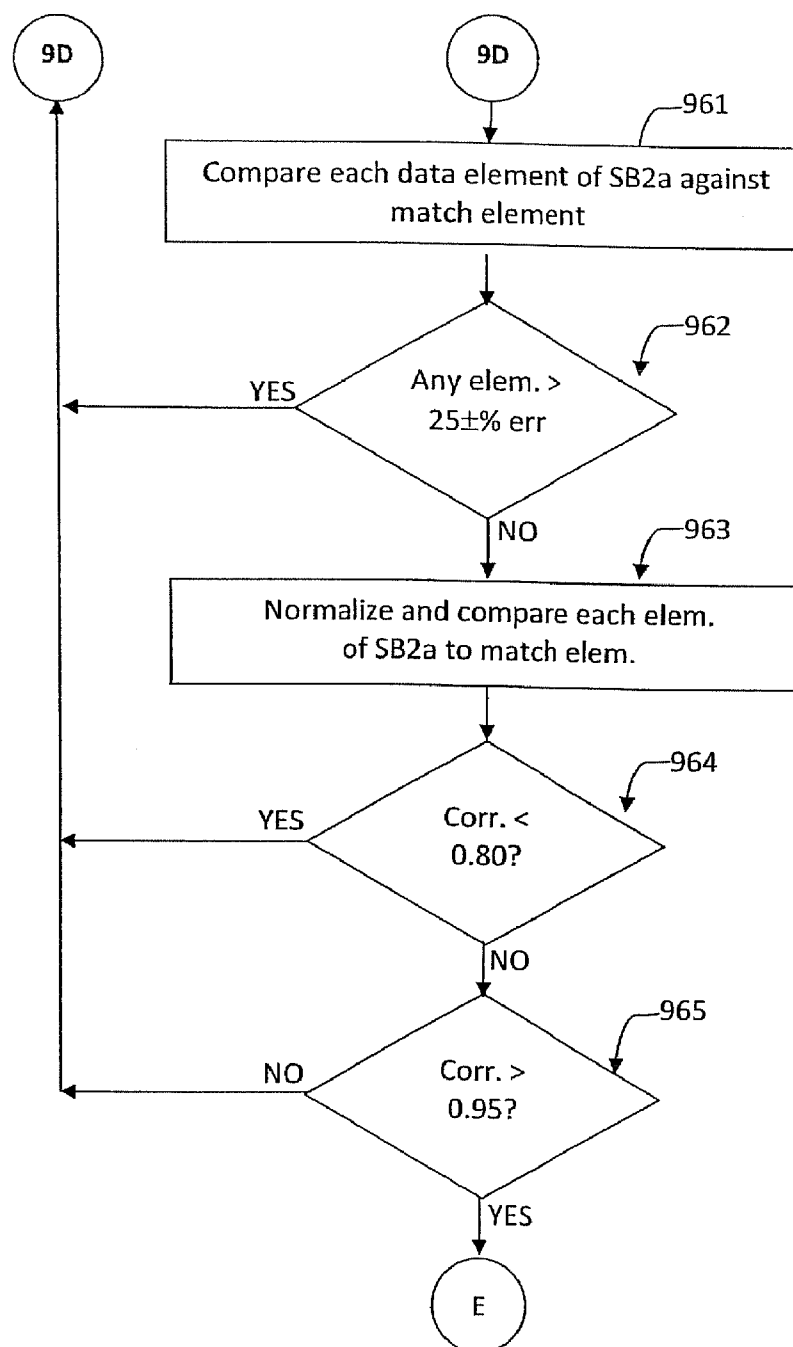 9D
9D
961
Compare each data element of SB2a against
match element
962
Any elem. >
25±% err
YES
NO
963
Normalize and compare each elem.
of SB2a to match elem.
964
Corr. <
0.80?
YES
NO
965
Corr. >
0.95?
NO
YES
E